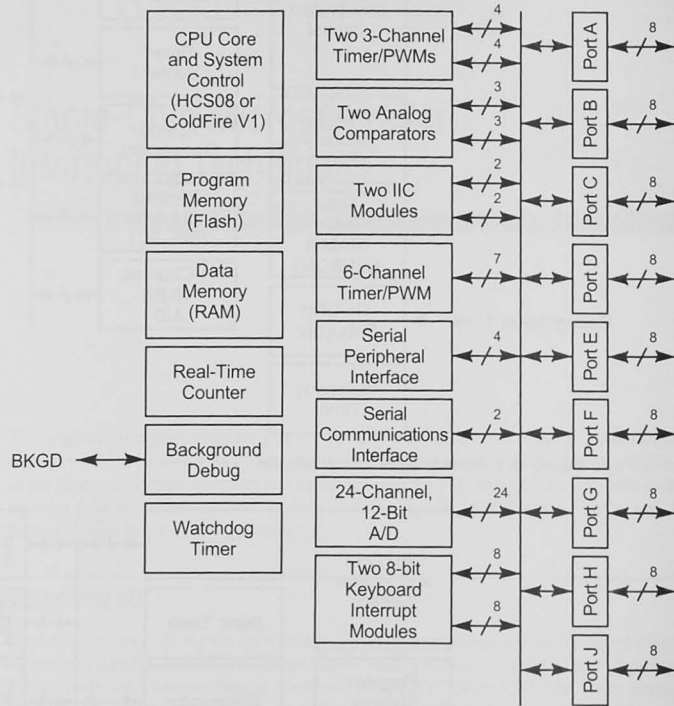 CPU Core
and System
Control
(HCS08 or
ColdFire V1)
Program
Memory
(Flash)
Data
Memory
(RAM)
Real-Time
Counter
BKGD
Background
Debug
Watchdog
Timer
Two 3-Channel
Timer/PWMs
4
4
Two Analog
Comparators
3
3
Two IIC
Modules
2
2
6-Channel
Timer/PWM
7
Serial
Peripheral
Interface
4
Serial
Communications
Interface
2
24-Channel,
12-Bit
A/D
24
Two 8-bit
Keyboard
Interrupt
Modules
8
8
Port A
8
Port B
8
Port C
8
Port D
8
Port E
8
Port F
8
Port G
8
Port H
8
Port J
8